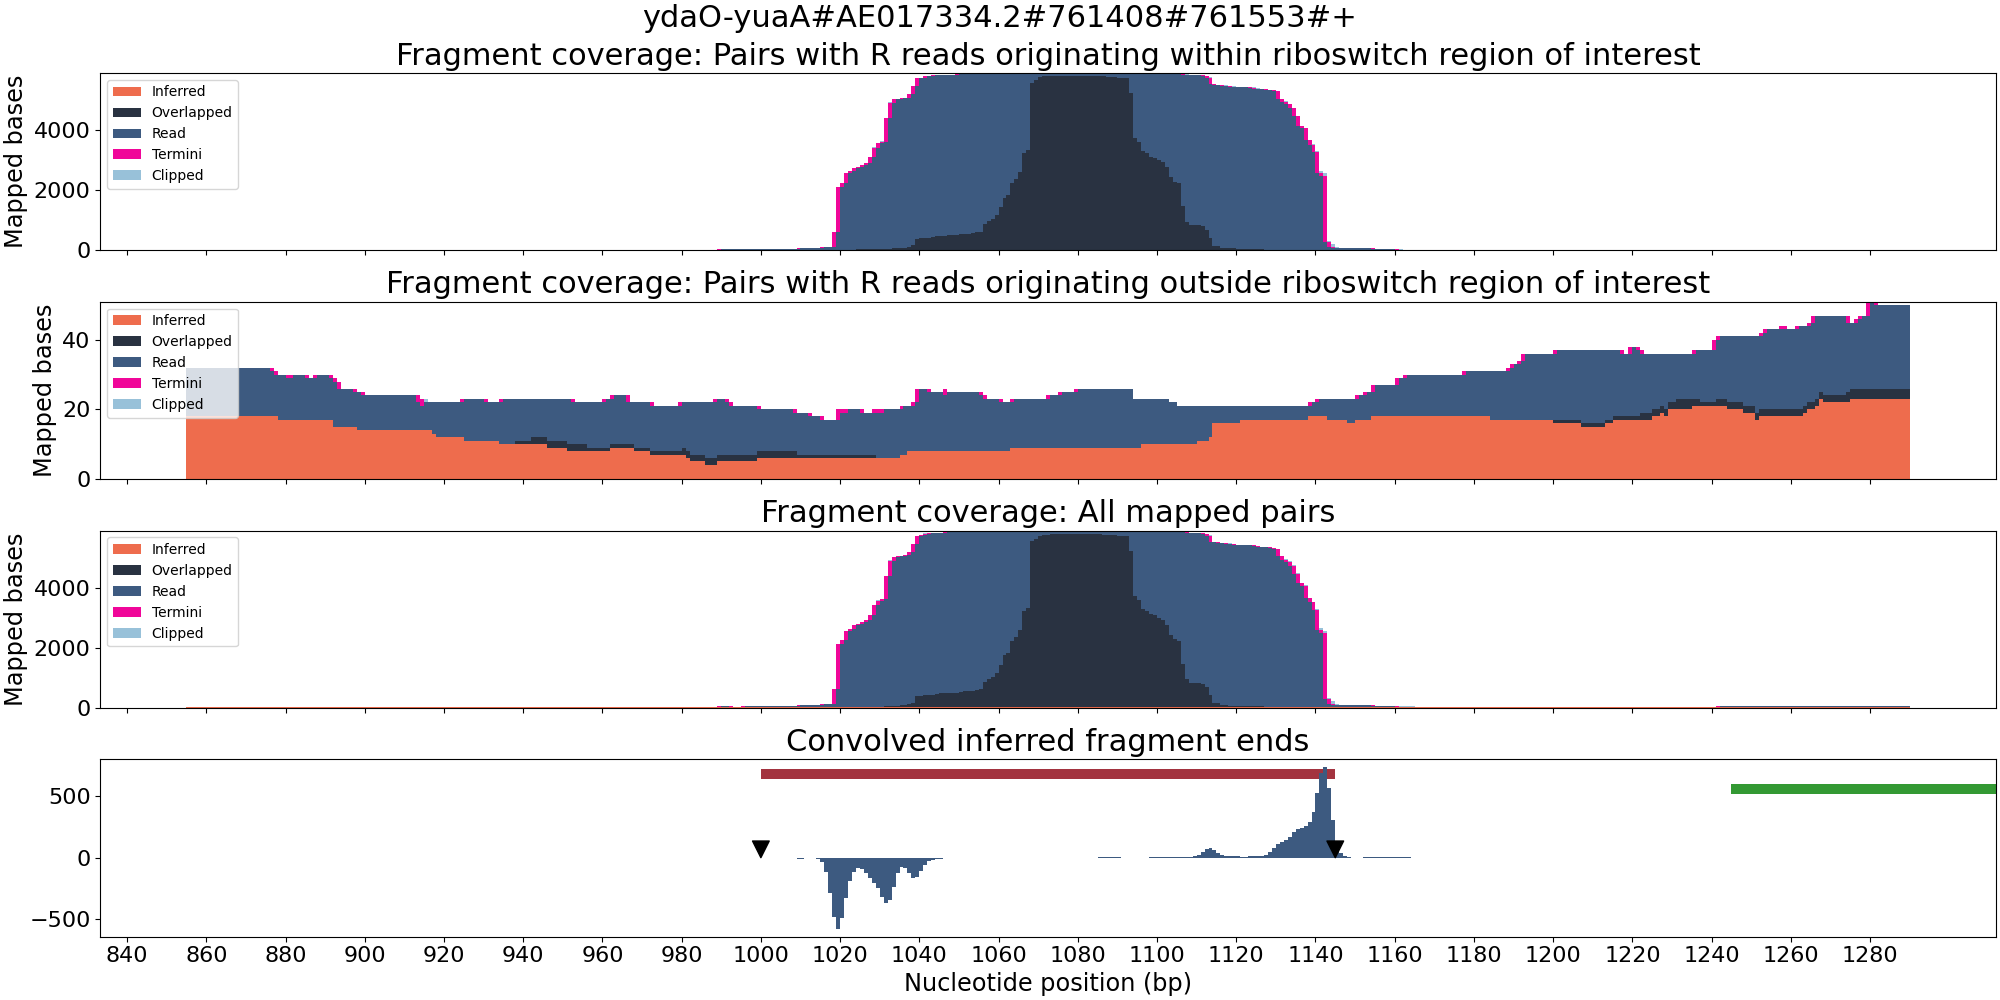 ydaO-yuaA#AE017334.2#761408#761553#+
Fragment coverage: Pairs with R reads originating within riboswitch region of interest
Mapped bases
4000
2000
0
Inferred
Overlapped
Read
Termini
Clipped
Fragment coverage: Pairs with R reads originating outside riboswitch region of interest
Mapped bases
40
20
0
Inferred
Overlapped
Read
Termini
Clipped
Fragment coverage: All mapped pairs
Mapped bases
4000
2000
0
Inferred
Overlapped
Read
Termini
Clipped
Convolved inferred fragment ends
500
0
−500
840 860 880 900 920 940 960 980 1000 1020 1040 1060 1080 1100 1120 1140 1160 1180 1200 1220 1240 1260 1280
Nucleotide position (bp)